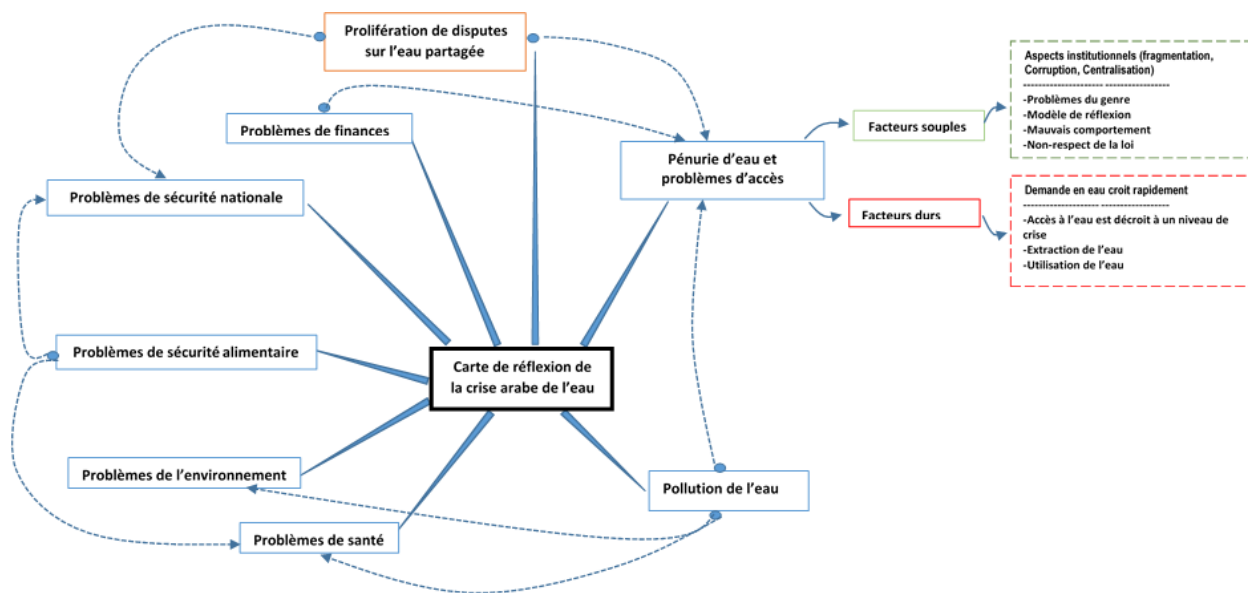 Prolifération de disputes
sur l'eau partagée
Problèmes de finances
Problèmes de sécurité nationale
Pénurie d'eau et
problèmes d'accès
Facteurs souples
Aspects institutionnels (fragmentation,
Corruption, Centralisation)
-------------------- -----------------
-Problèmes du genre
-Modèle de réflexion
-Mauvais comportement
-Non-respect de la loi
Facteurs durs
Demande en eau croit rapidement
-------------------- -----------------
-Accès à l'eau est décroit à un niveau de
crise
-Extraction de l'eau
-Utilisation de l'eau
Problèmes de sécurité alimentaire
Carte de réflexion de
la crise arabe de l'eau
Problèmes de l'environnement
Pollution de l'eau
Problèmes de santé